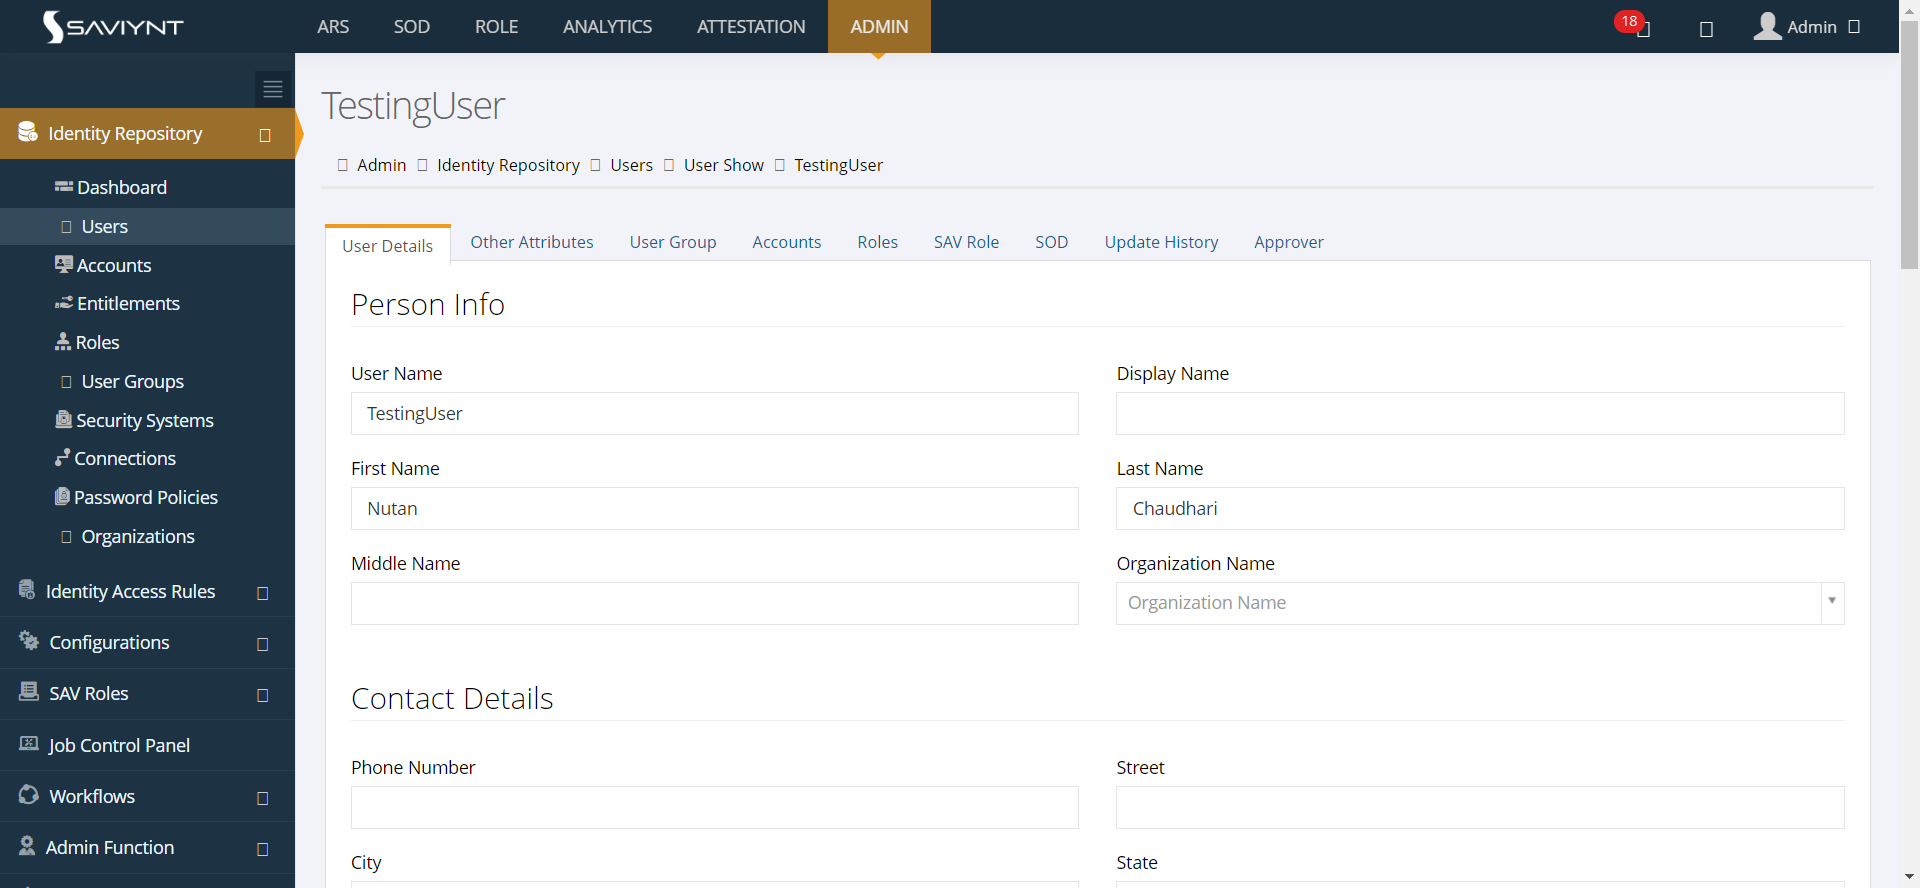 SAVIYNT
ARS SOD ROLE ANALYTICS ATTESTATION ADMIN 18 Admin
Identity Repository
Dashboard
Users
Accounts
Entitlements
Roles
User Groups
Security Systems
Connections
Password Policies
Organizations
Identity Access Rules
Configurations
SAV Roles
Job Control Panel
Workflows
Admin Function
TestingUser
Admin Identity Repository Users User Show TestingUser
User Details Other Attributes User Group Accounts Roles SAV Role SOD Update History Approver
Person Info
User Name Display Name
TestingUser
First Name Last Name
Nutan Chaudhari
Middle Name Organization Name
Organization Name
Contact Details
Phone Number Street
City State